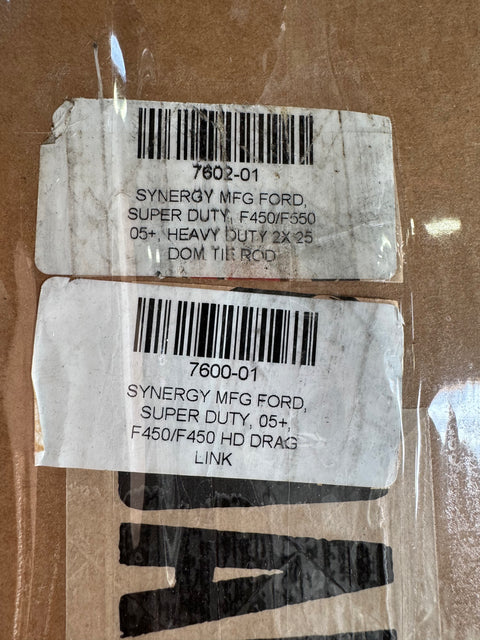 7602-01
SYNERGY MFG FORD,
SUPER DUTY, F450/F550
05+, HEAVY DUTY 2X.25
DOM TIE ROD
7600-01
SYNERGY MFG FORD,
SUPER DUTY, 05+,
F450/F450 HD DRAG
LINK